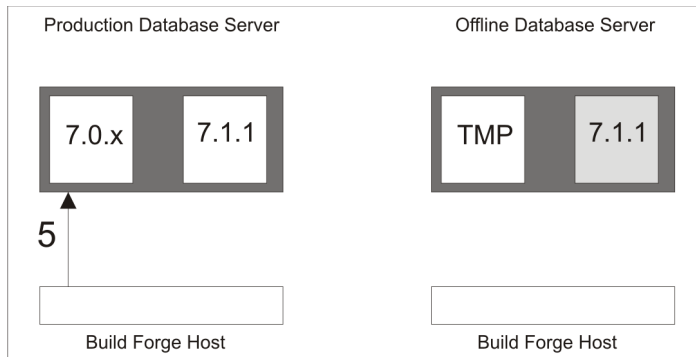 Production Database Server
Offline Database Server
7.0.x
7.1.1
TMP
7.1.1
5
Build Forge Host
Build Forge Host